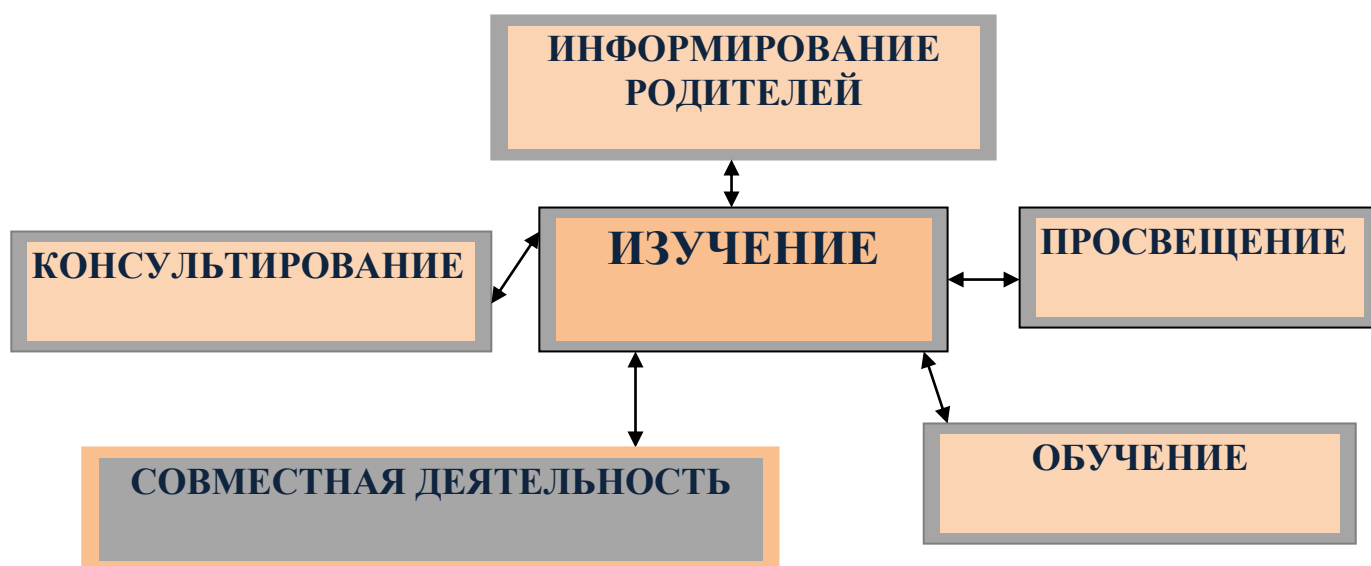 ИНФОРМИРОВАНИЕ
РОДИТЕЛЕЙ
КОНСУЛЬТИРОВАНИЕ
ИЗУЧЕНИЕ
ПРОСВЕЩЕНИЕ
СОВМЕСТНАЯ ДЕЯТЕЛЬНОСТЬ
ОБУЧЕНИЕ